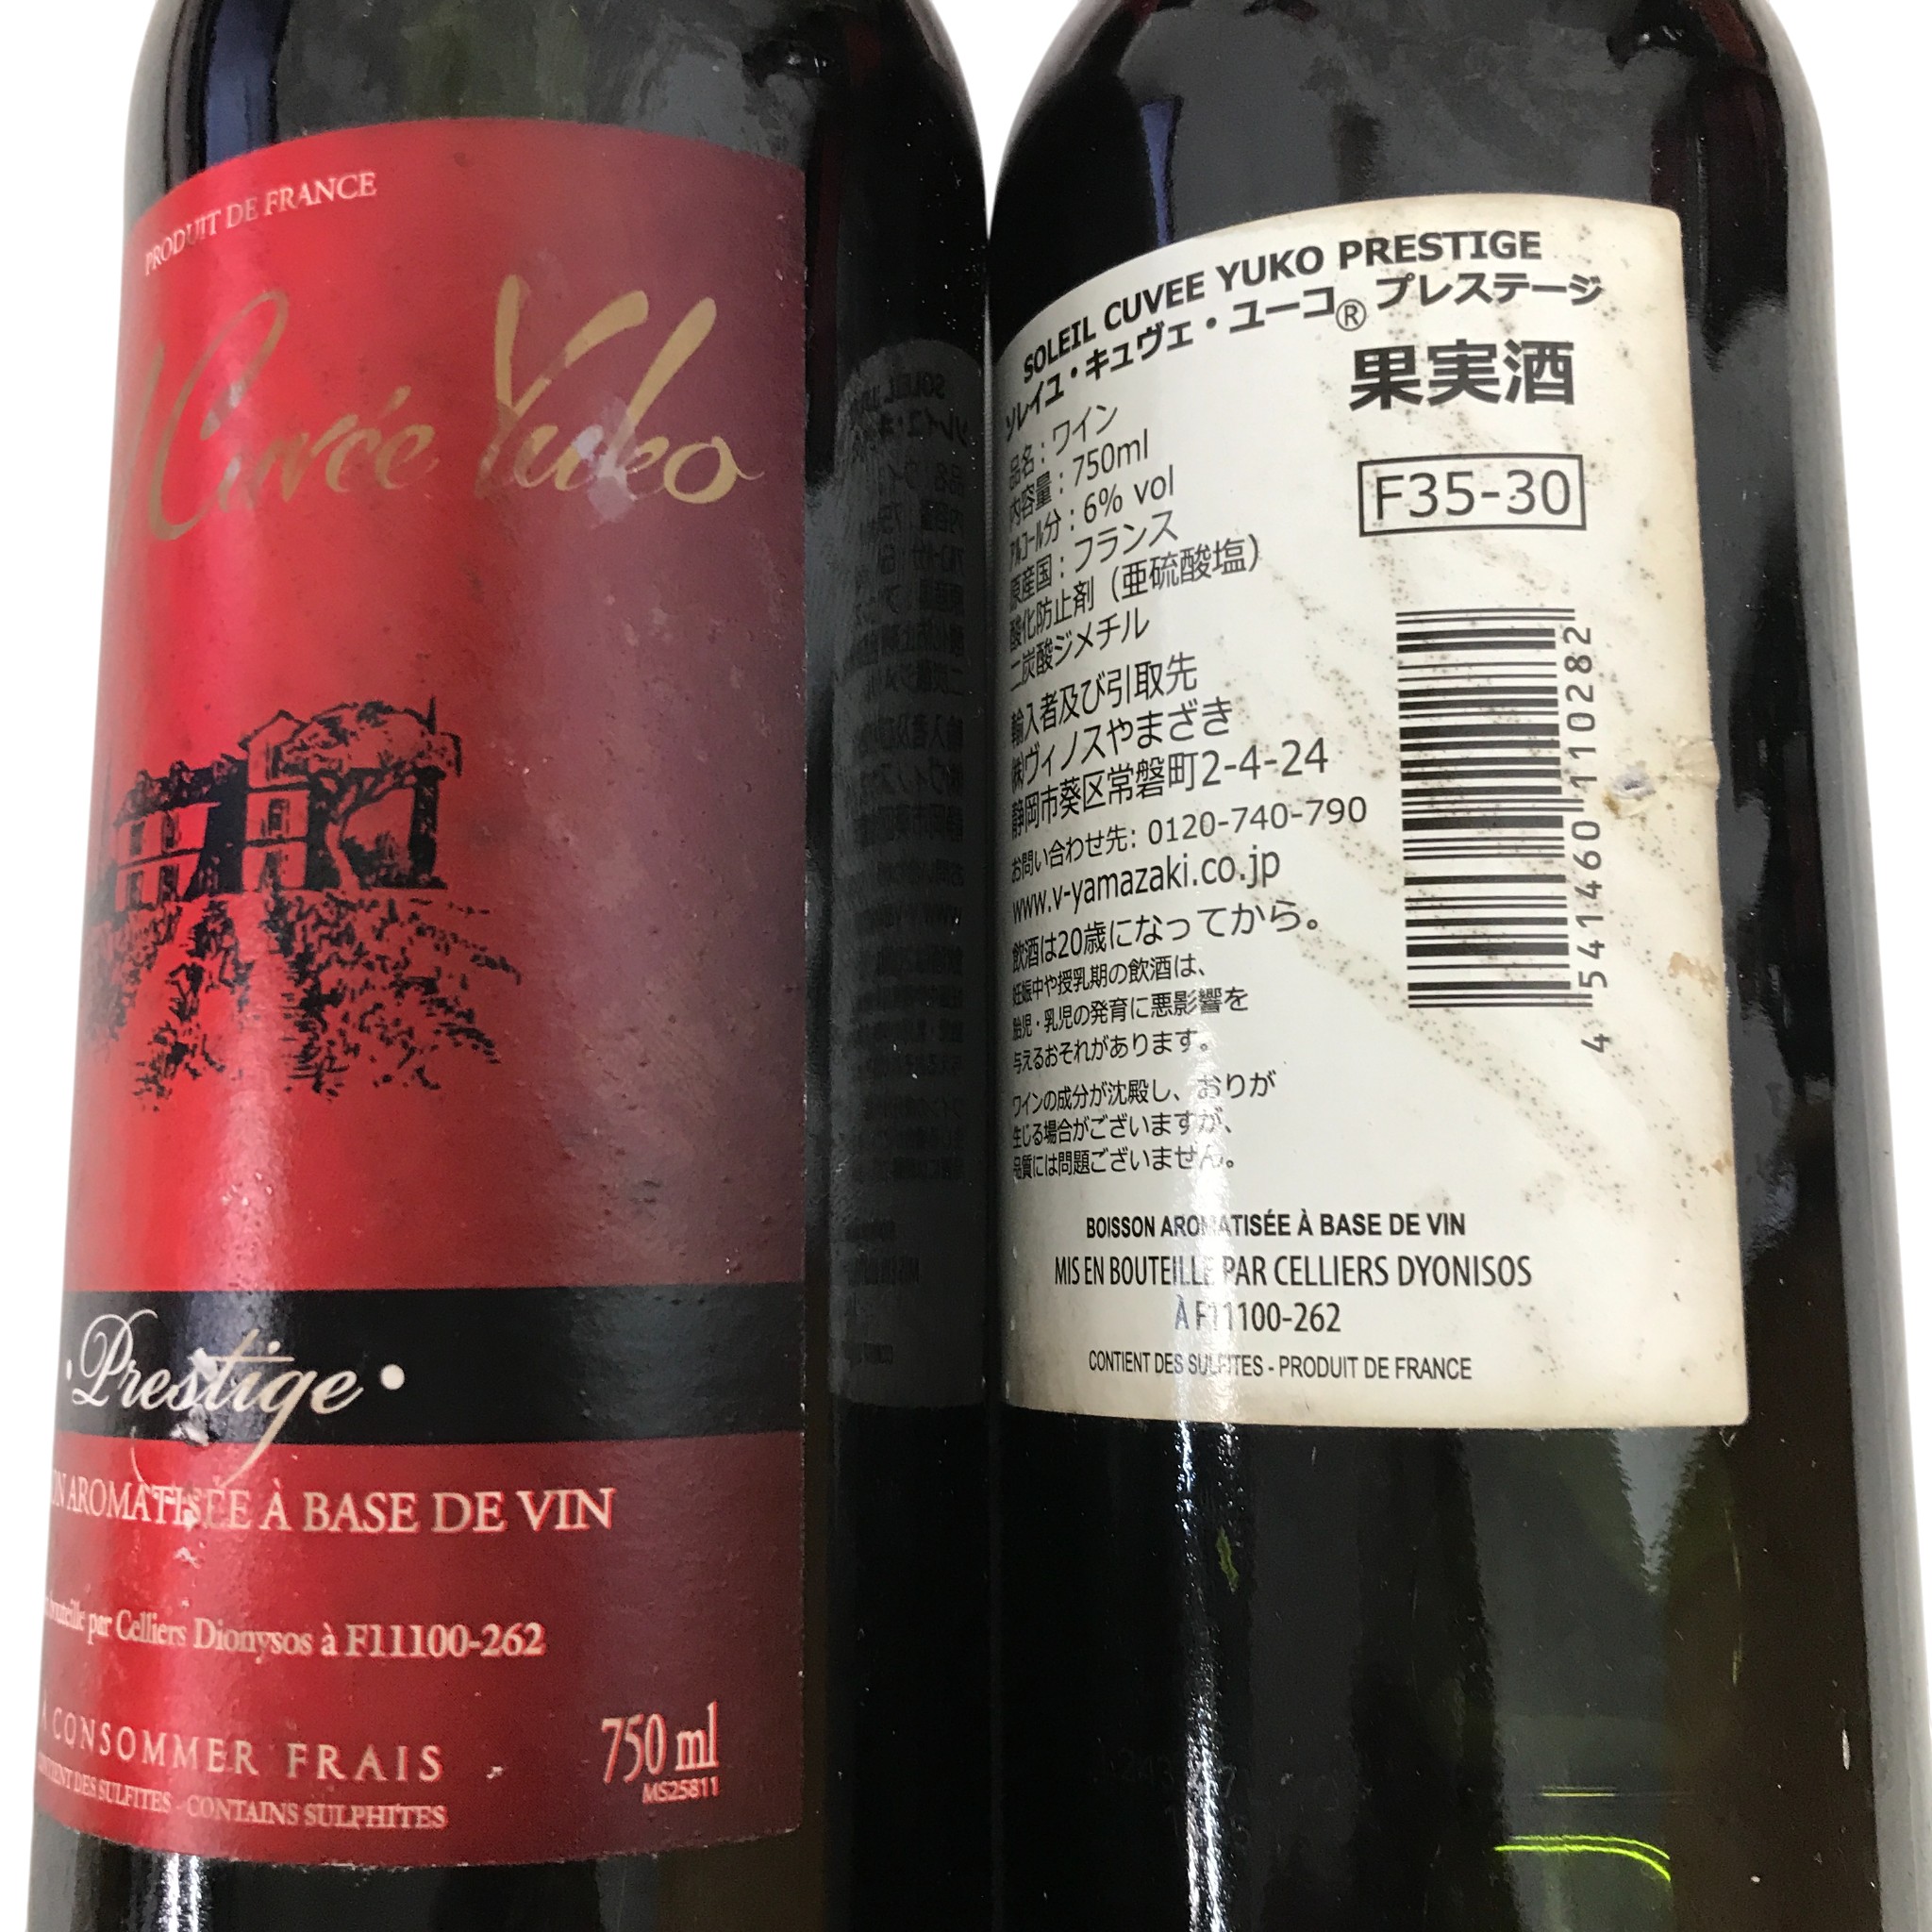 PRODUIT DE FRANCE
Cuvée Yuko
• Prestige •
AROMATISÉE À BASE DE VIN
bouteille par Celliers Dionysos à F11100-262
À CONSOMMER FRAIS
750 ml
MS25811
CONTIENT DES SULFITES - CONTAINS SULPHITES
SOLEIL CUVEE YUKO PRESTIGE
ソレイユ・キュヴェ・ユーコ® プレステージ
果実酒
品名：ワイン
内容量：750ml
ｱﾙｺｰﾙ分：6% vol
原産国：フランス
酸化防止剤（亜硫酸塩）
二炭酸ジメチル
F35-30
輸入者及び引取先
㈱ヴィノスやまざき
静岡市葵区常磐町2-4-24
お問い合わせ先: 0120-740-790
www.v-yamazaki.co.jp
飲酒は20歳になってから。
妊娠中や授乳期の飲酒は、
胎児・乳児の発育に悪影響を
与えるおそれがあります。
ワインの成分が沈殿し、おりが
生じる場合がございますが、
品質には問題ございません。
4541460110282
BOISSON AROMATISÉE À BASE DE VIN
MIS EN BOUTEILLE PAR CELLIERS DYONISOS
À F11100-262
CONTIENT DES SULFITES - PRODUIT DE FRANCE